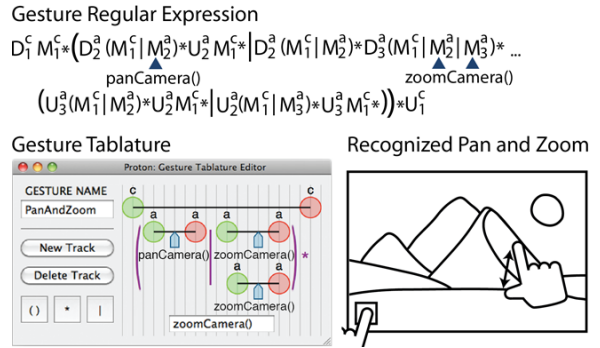 Gesture Regular Expression
D₁ᶜ M₁ᶜ*(D₂ᵃ (M₁ᶜ|M₂ᵃ)*U₂ᵃ M₁ᶜ*|D₂ᵃ (M₁ᶜ|M₂ᵃ)*D₃ᵃ(M₁ᶜ|M₂ᵃ|M₃ᵃ)* ...
panCamera() zoomCamera()
(U₃ᵃ(M₁ᶜ|M₂ᵃ)*U₂ᵃM₁ᶜ*|U₂ᵃ(M₁ᶜ|M₃ᵃ)*U₃ᵃ M₁ᶜ*))*U₁ᶜ
Gesture Tablature Recognized Pan and Zoom
Proton: Gesture Tablature Editor
GESTURE NAME
PanAndZoom
New Track
Delete Track
( ) * |
c c
a a a a
panCamera() zoomCamera()
*
a a
zoomCamera()
zoomCamera()